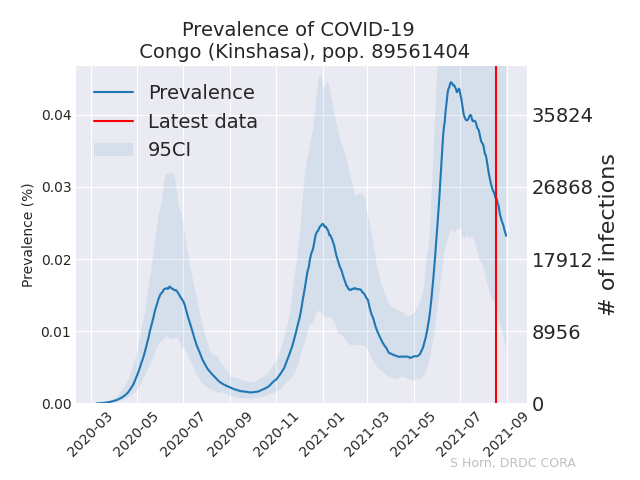 Prevalence of COVID-19
Congo (Kinshasa), pop. 89561404
Prevalence
Latest data
95CI
Prevalence (%)
0.04
0.03
0.02
0.01
0.00
35824
26868
17912
8956
0
# of infections
2020-03
2020-05
2020-07
2020-09
2020-11
2021-01
2021-03
2021-05
2021-07
2021-09
S Horn, DRDC CORA